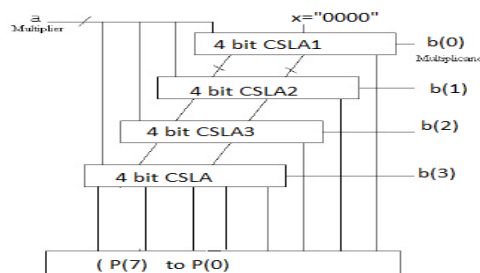 a
Multiplier
x="0000"
4 bit CSLA1
b(0)
Multiplicand
4 bit CSLA2
b(1)
4 bit CSLA3
b(2)
4 bit CSLA
b(3)
( P(7) to P(0)